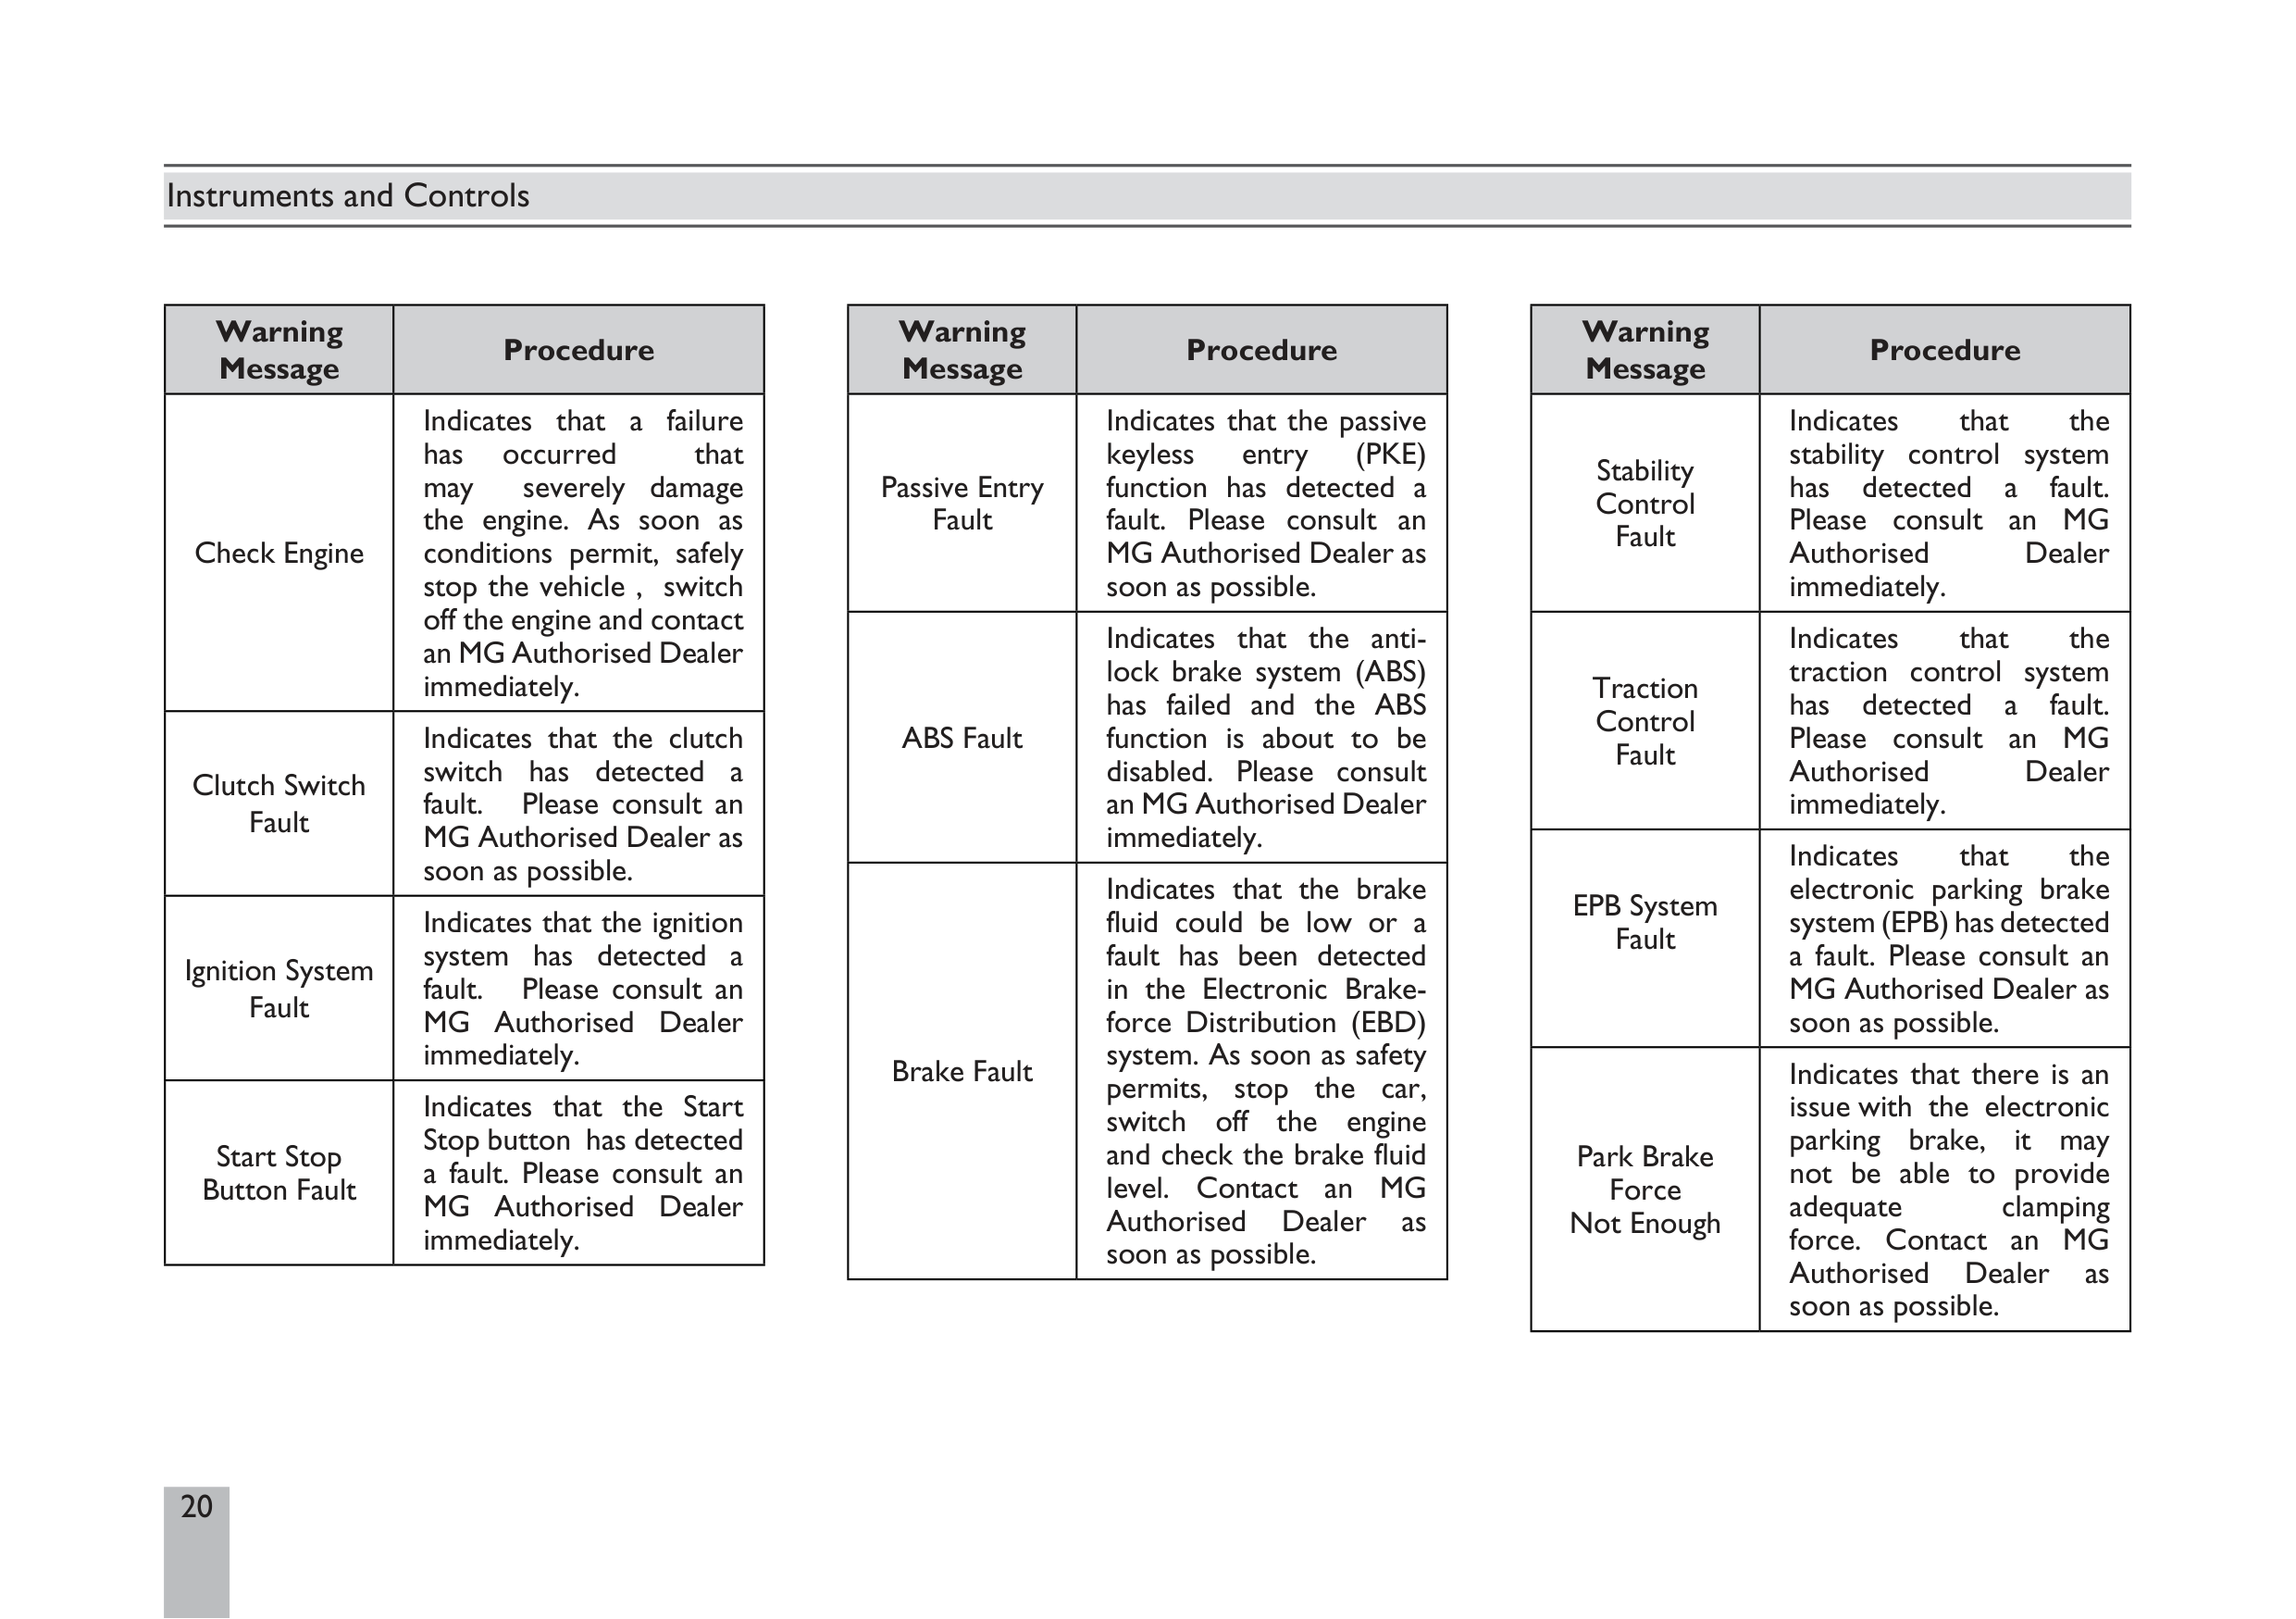 Instruments and Controls
Warning
Message
Procedure
Check Engine
Indicates that a failure
has occurred that
may severely damage
the engine. As soon as
conditions permit, safely
stop the vehicle , switch
off the engine and contact
an MG Authorised Dealer
immediately.
Clutch Switch
Fault
Indicates that the clutch
switch has detected a
fault. Please consult an
MG Authorised Dealer as
soon as possible.
Ignition System
Fault
Indicates that the ignition
system has detected a
fault. Please consult an
MG Authorised Dealer
immediately.
Start Stop
Button Fault
Indicates that the Start
Stop button has detected
a fault. Please consult an
MG Authorised Dealer
immediately.
Warning
Message
Procedure
Passive Entry
Fault
Indicates that the passive
keyless entry (PKE)
function has detected a
fault. Please consult an
MG Authorised Dealer as
soon as possible.
ABS Fault
Indicates that the anti-
lock brake system (ABS)
has failed and the ABS
function is about to be
disabled. Please consult
an MG Authorised Dealer
immediately.
Brake Fault
Indicates that the brake
fluid could be low or a
fault has been detected
in the Electronic Brake-
force Distribution (EBD)
system. As soon as safety
permits, stop the car,
switch off the engine
and check the brake fluid
level. Contact an MG
Authorised Dealer as
soon as possible.
Warning
Message
Procedure
Stability
Control
Fault
Indicates that the
stability control system
has detected a fault.
Please consult an MG
Authorised Dealer
immediately.
Traction
Control
Fault
Indicates that the
traction control system
has detected a fault.
Please consult an MG
Authorised Dealer
immediately.
EPB System
Fault
Indicates that the
electronic parking brake
system (EPB) has detected
a fault. Please consult an
MG Authorised Dealer as
soon as possible.
Park Brake
Force
Not Enough
Indicates that there is an
issue with the electronic
parking brake, it may
not be able to provide
adequate clamping
force. Contact an MG
Authorised Dealer as
soon as possible.
20